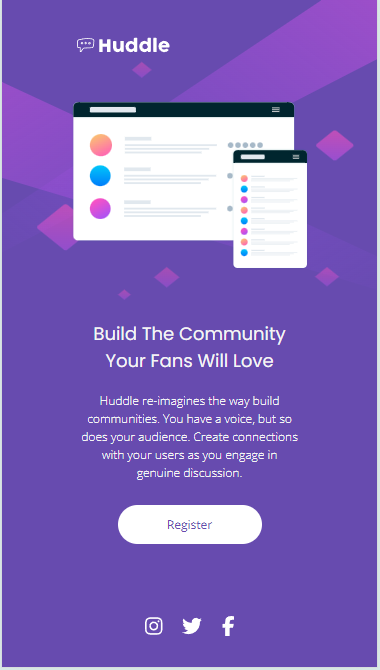 Huddle
Build The Community
Your Fans Will Love
Huddle re-imagines the way build
communities. You have a voice, but so
does your audience. Create connections
with your users as you engage in
genuine discussion.
Register